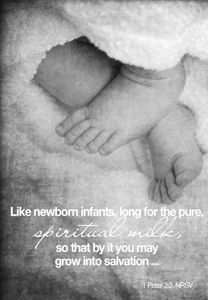 Like newborn infants, long for the pure,
spiritual milk,
so that by it you may
grow into salvation ...
1 Peter 2:2, NRSV